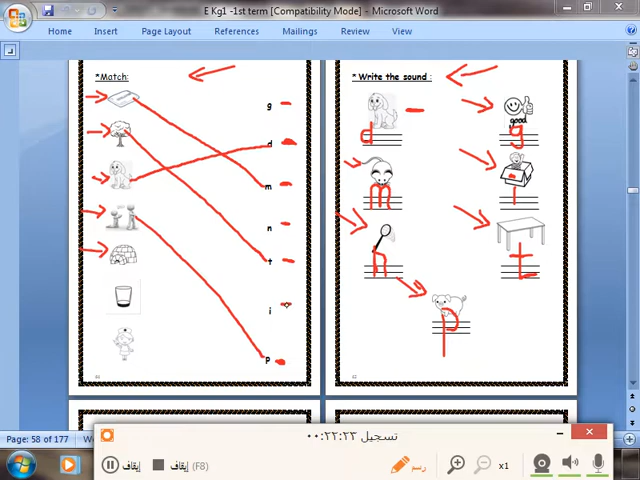 E Kg1 -1st term [Compatibility Mode] - Microsoft Word
Home Insert Page Layout References Mailings Review View
*Match:
g
d
m
n
t
i
p
* Write the sound :
good
d g
m i
n t
p
Page: 58 of 177
تسجيل ٠٠:٢٢:٢٣
إيقاف إيقاف (F8) رسم x1